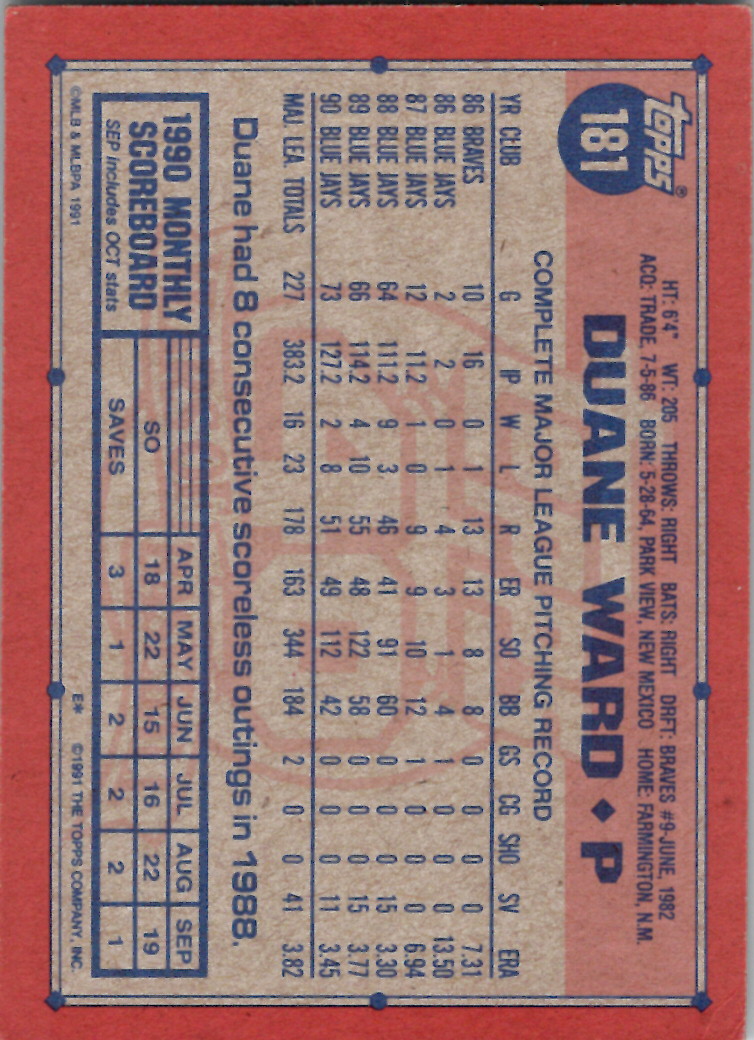 topps®
181
HT: 6'4" WT: 205 THROWS: RIGHT BATS: RIGHT DRFT: BRAVES #9-JUNE, 1982
ACQ: TRADE, 7-5-86 BORN: 5-28-64, PARK VIEW, NEW MEXICO HOME: FARMINGTON, N.M.
DUANE WARD ♦ P
COMPLETE MAJOR LEAGUE PITCHING RECORD
YR CLUB G IP W L R ER SO BB GS CG SHO SV ERA
86 BRAVES 10 16 0 1 13 13 8 8 0 0 0 0 7.31
86 BLUE JAYS 2 2 0 1 4 3 1 4 1 0 0 0 13.50
87 BLUE JAYS 12 11.2 1 0 9 9 10 12 1 0 0 0 6.94
88 BLUE JAYS 64 111.2 9 3 46 41 91 60 0 0 0 15 3.30
89 BLUE JAYS 66 114.2 4 10 55 48 122 58 0 0 0 15 3.77
90 BLUE JAYS 73 127.2 2 8 51 49 112 42 0 0 0 11 3.45
MAJ. LEA. TOTALS 227 383.2 16 23 178 163 344 184 2 0 0 41 3.82
Duane had 8 consecutive scoreless outings in 1988.
1990 MONTHLY
SCOREBOARD
SEP includes OCT stats
APR MAY JUN JUL AUG SEP
SO 18 22 15 16 22 19
SAVES 3 1 2 2 2 1
©MLB & MLBPA 1991
E* ©1991 THE TOPPS COMPANY, INC.